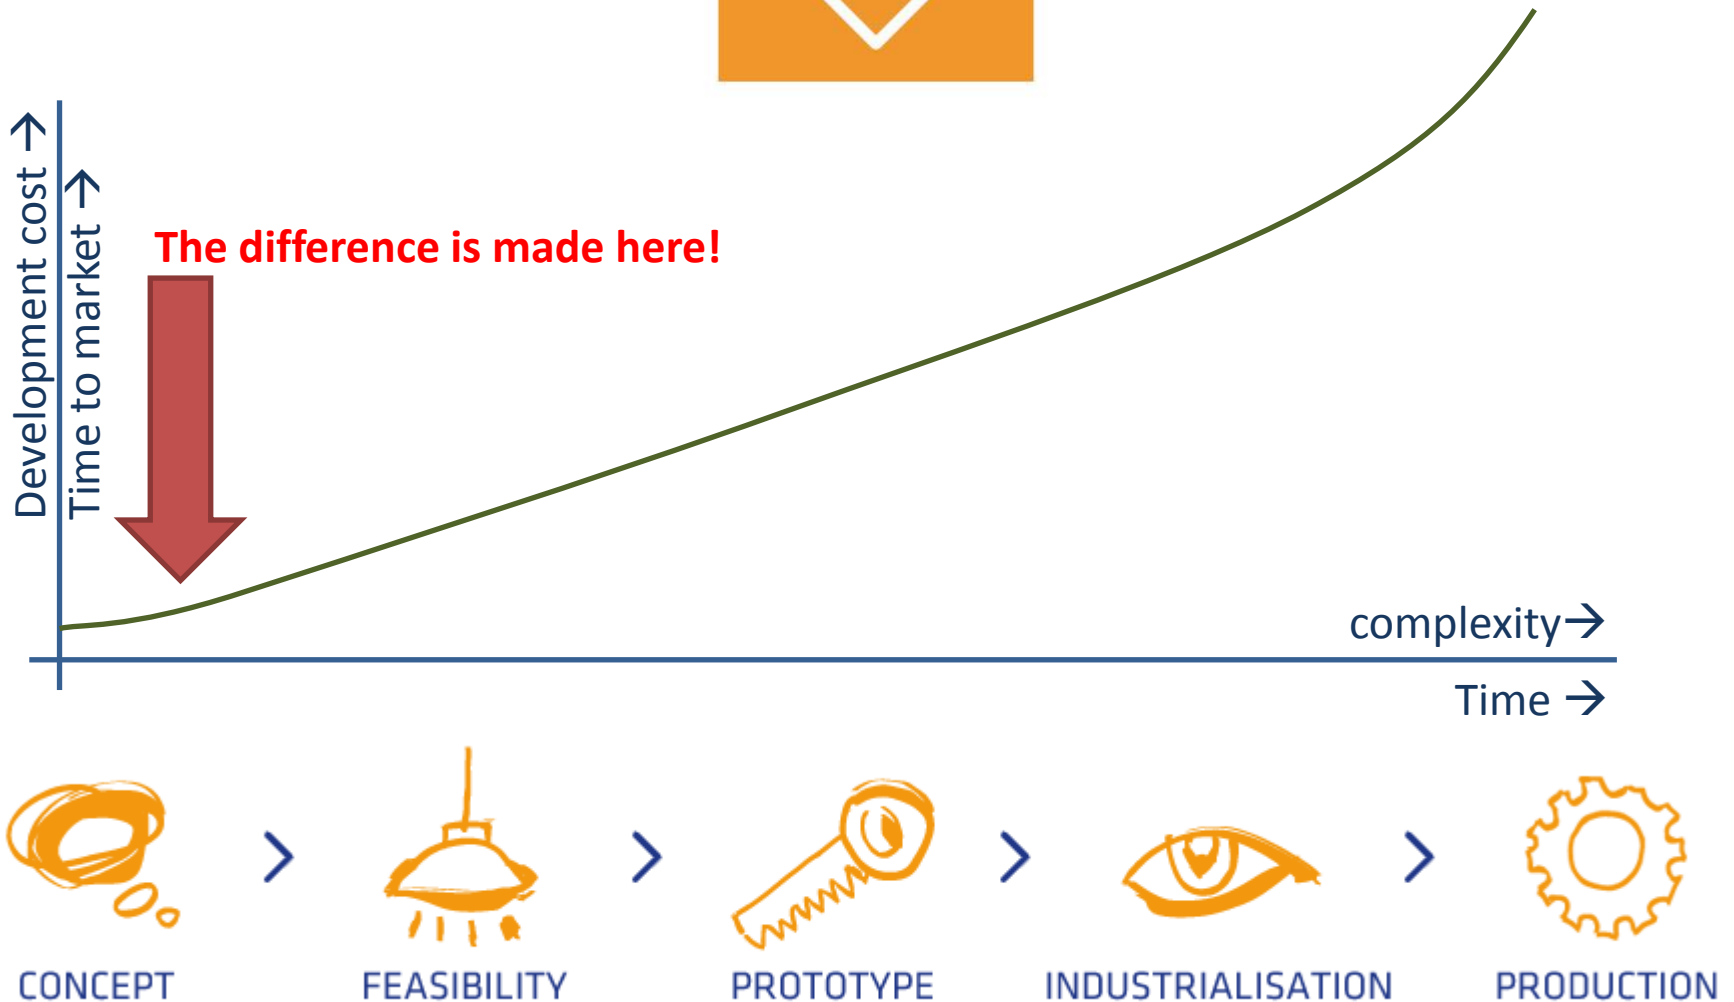 Development cost →
Time to market →
The difference is made here!
complexity→
Time →
CONCEPT
FEASIBILITY
PROTOTYPE
INDUSTRIALISATION
PRODUCTION